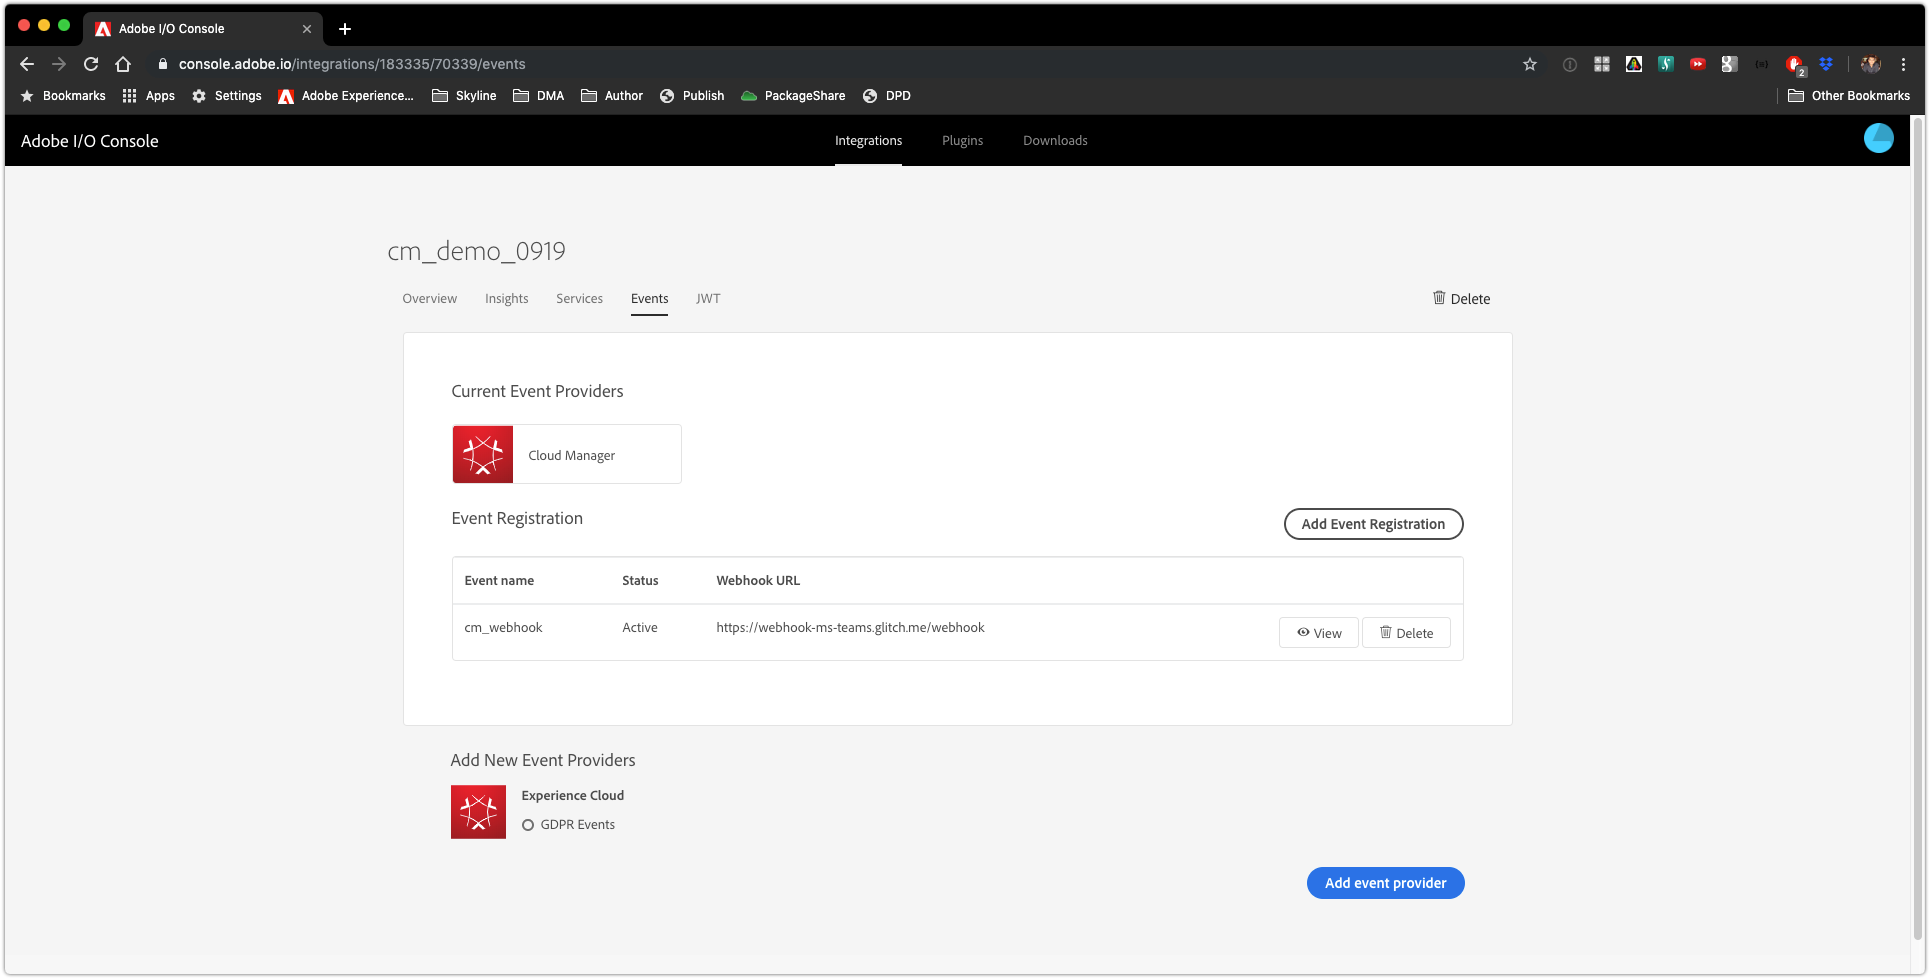 Adobe I/O Console
console.adobe.io/integrations/183335/70339/events
2
Bookmarks Apps Settings Adobe Experience... Skyline DMA Author Publish PackageShare DPD Other Bookmarks
Adobe I/O Console Integrations Plugins Downloads
cm_demo_0919
Overview Insights Services Events JWT Delete
Current Event Providers
Cloud Manager
Event Registration Add Event Registration
Event name Status Webhook URL
cm_webhook Active https://webhook-ms-teams.glitch.me/webhook View Delete
Add New Event Providers
Experience Cloud
GDPR Events
Add event provider